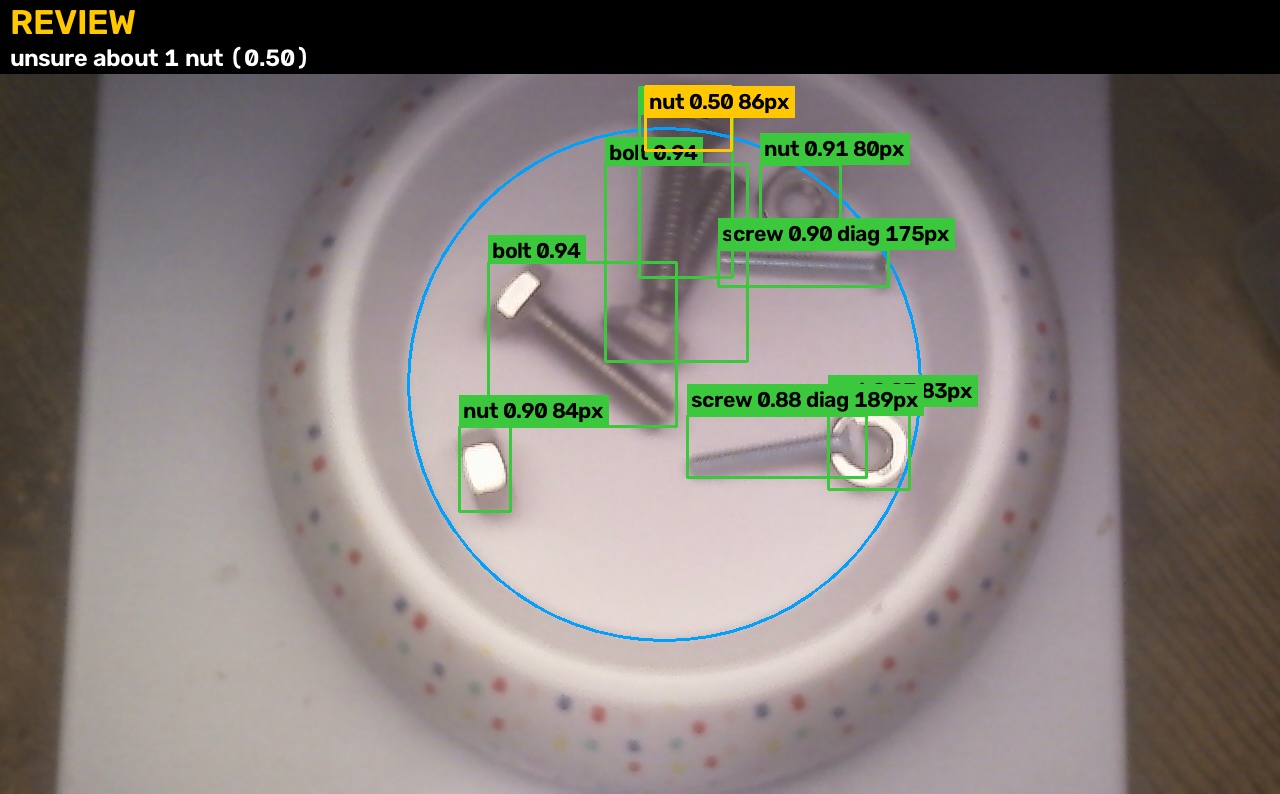 REVIEW
unsure about 1 nut (0.50)
nut 0.50 86px
bolt 0.94
nut 0.91 80px
screw 0.90 diag 175px
bolt 0.94
nut 0.90 84px
screw 0.88 diag 189px
83px